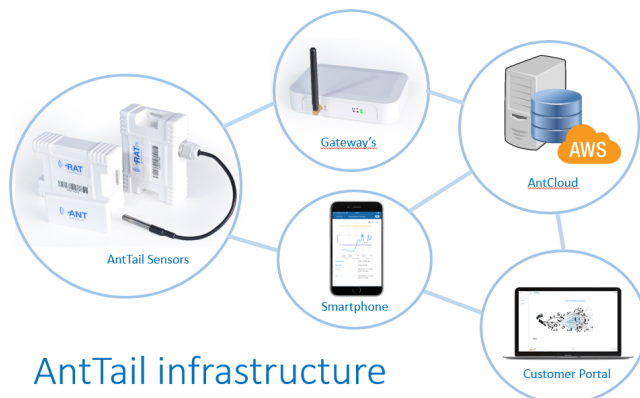 Gateway's
AWS
AntCloud
RAT
RAT
ANT
AntTail Sensors
Smartphone
Customer Portal
AntTail infrastructure